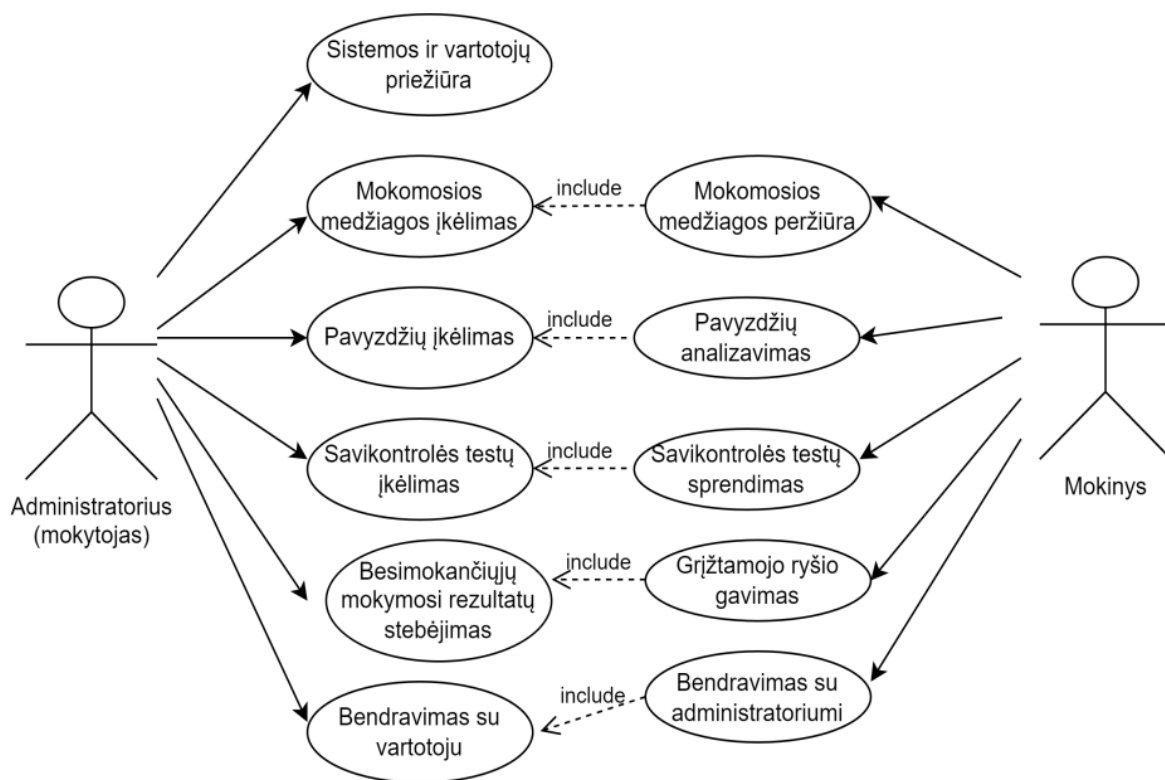 Sistemos ir vartotojų
priežiūra
Mokomosios
medžiagos įkėlimas
include
Mokomosios
medžiagos peržiūra
Pavyzdžių įkėlimas
include
Pavyzdžių
analizavimas
Savikontrolės testų
įkėlimas
include
Savikontrolės testų
sprendimas
Administratorius
(mokytojas)
Mokinys
Besimokančiųjų
mokymosi rezultatų
stebėjimas
include
Grįžtamojo ryšio
gavimas
Bendravimas su
vartotoju
include
Bendravimas su
administratoriumi